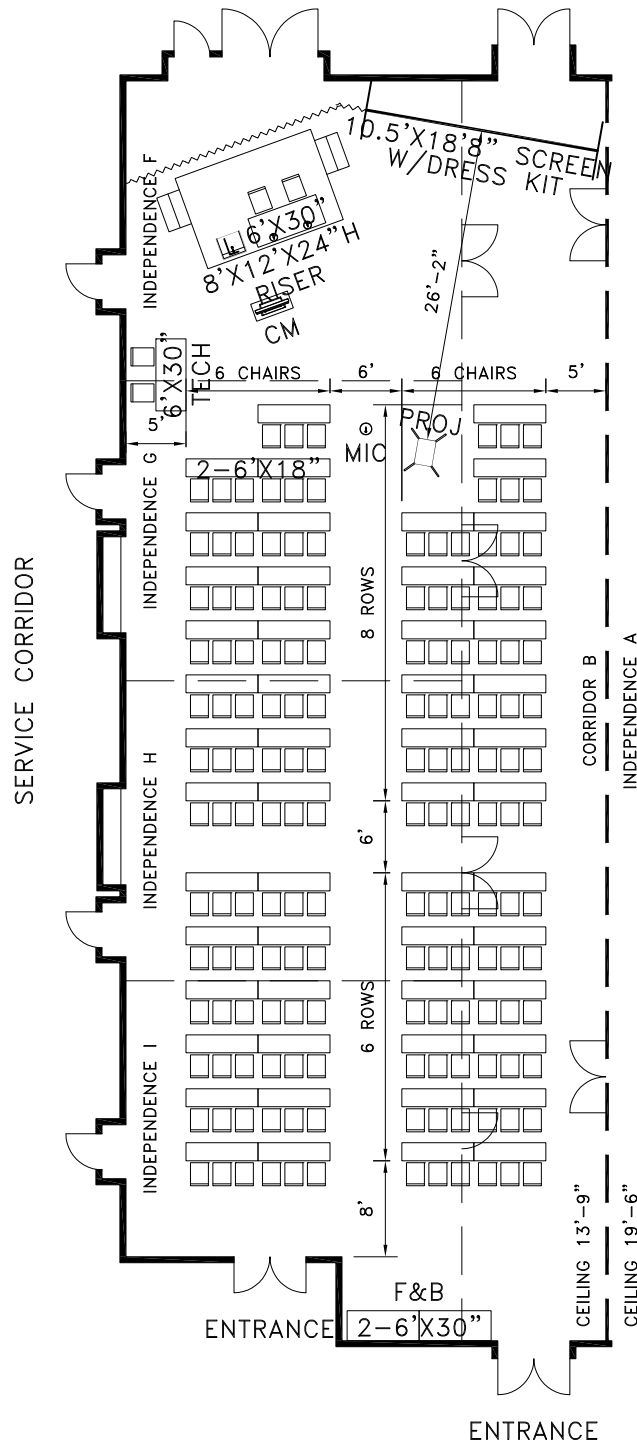 10.5'X18'8" SCREEN
W/DRESS KIT
INDEPENDENCE F
6'X30"
8'X12'X24"H
RISER
CM
26'-2"
6'X30"
TECH
6 CHAIRS
6'
6 CHAIRS
5'
5'
PROJ
MIC
2-6'X18"
INDEPENDENCE G
8 ROWS
SERVICE CORRIDOR
CORRIDOR B
INDEPENDENCE A
INDEPENDENCE H
6'
6 ROWS
INDEPENDENCE I
8'
CEILING 13'-9"
CEILING 19'-6"
F&B
2-6'X30"
ENTRANCE
ENTRANCE